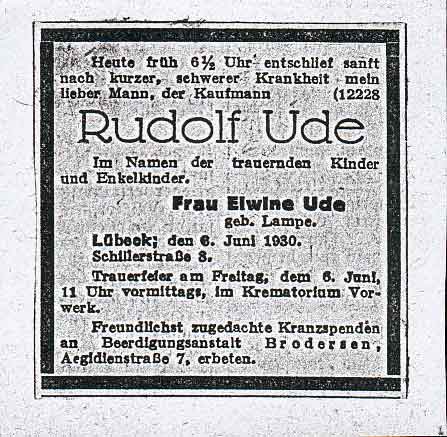 Heute früh 6½ Uhr entschlief sanft
nach kurzer, schwerer Krankheit mein
lieber Mann, der Kaufmann (12228
Rudolf Ude
Im Namen der trauernden Kinder
und Enkelkinder.
Frau Elwine Ude
geb. Lampe.
Lübeck, den 6. Juni 1930.
Schillerstraße 8.
Trauerfeier am Freitag, dem 6. Juni,
11 Uhr vormittags, im Krematorium Vor-
werk.
Freundlichst zugedachte Kranzspenden
an Beerdigungsanstalt Brodersen,
Aegidienstraße 7, erbeten.